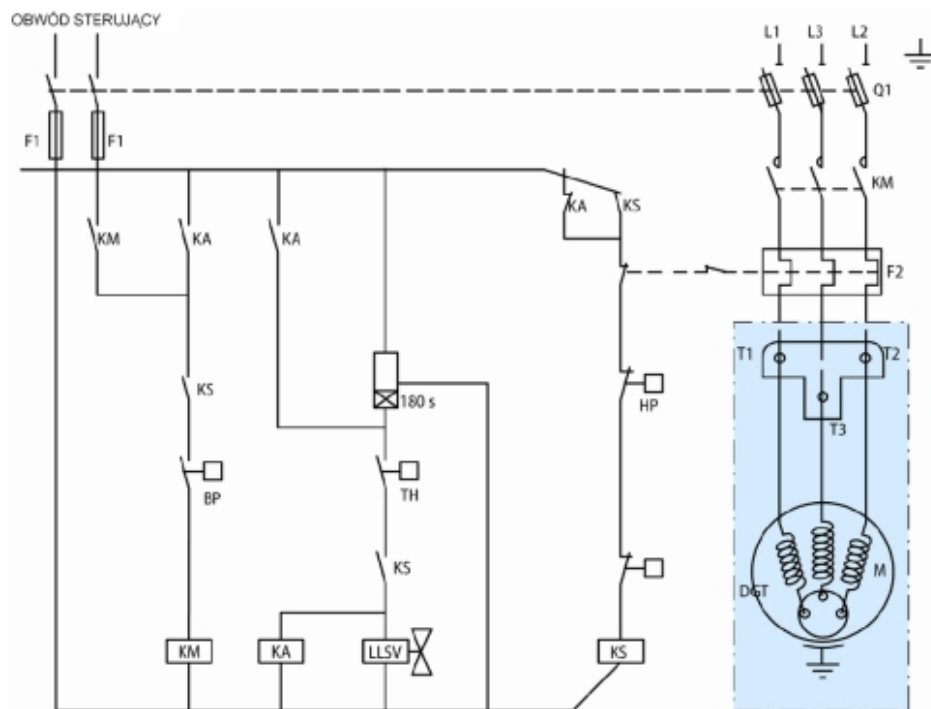 OBWÓD STERUJĄCY
L1 L3 L2
Q1
F1 F1
KM
KA KS
KM KA KA
F2
T1 T2
KS
180 s
HP
T3
BP TH
KS
M
DGT
KM KA LLSV KS